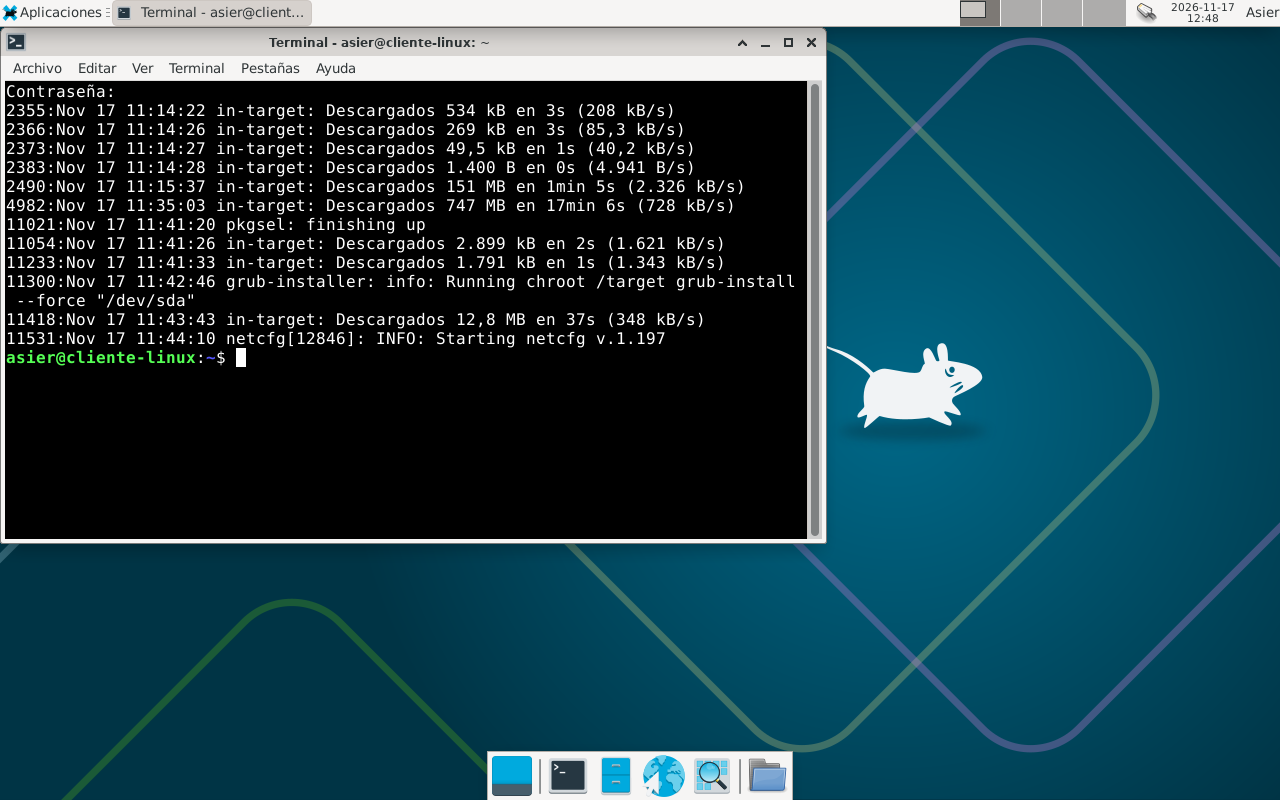 Aplicaciones
Terminal - asier@client...
2026-11-17
12:48
Asier
Terminal - asier@cliente-linux: ~
Archivo Editar Ver Terminal Pestañas Ayuda
Contraseña:
2355:Nov 17 11:14:22 in-target: Descargados 534 kB en 3s (208 kB/s)
2366:Nov 17 11:14:26 in-target: Descargados 269 kB en 3s (85,3 kB/s)
2373:Nov 17 11:14:27 in-target: Descargados 49,5 kB en 1s (40,2 kB/s)
2383:Nov 17 11:14:28 in-target: Descargados 1.400 B en 0s (4.941 B/s)
2490:Nov 17 11:15:37 in-target: Descargados 151 MB en 1min 5s (2.326 kB/s)
4982:Nov 17 11:35:03 in-target: Descargados 747 MB en 17min 6s (728 kB/s)
11021:Nov 17 11:41:20 pkgsel: finishing up
11054:Nov 17 11:41:26 in-target: Descargados 2.899 kB en 2s (1.621 kB/s)
11233:Nov 17 11:41:33 in-target: Descargados 1.791 kB en 1s (1.343 kB/s)
11300:Nov 17 11:42:46 grub-installer: info: Running chroot /target grub-install
 --force "/dev/sda"
11418:Nov 17 11:43:43 in-target: Descargados 12,8 MB en 37s (348 kB/s)
11531:Nov 17 11:44:10 netcfg[12846]: INFO: Starting netcfg v.1.197
asier@cliente-linux:~$